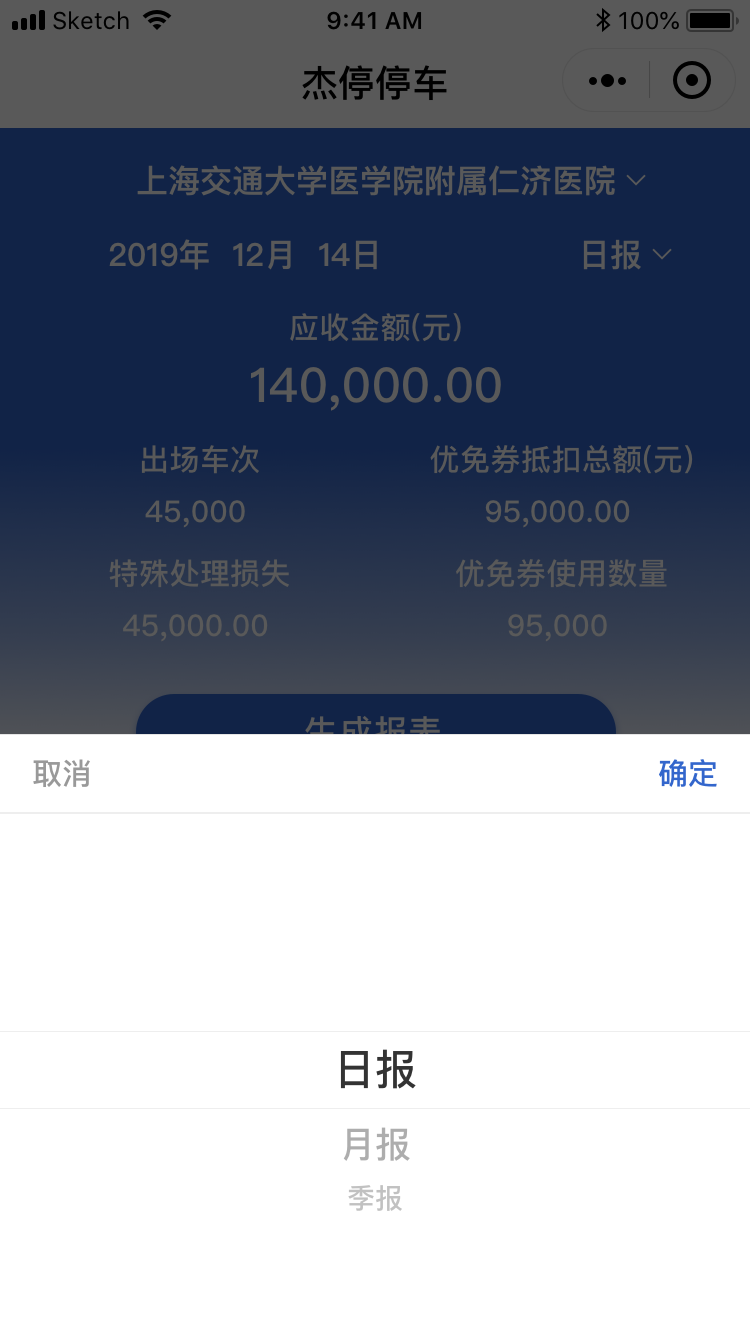 Sketch 9:41 AM 100%
杰停停车
上海交通大学医学院附属仁济医院
2019年 12月 14日 日报
应收金额(元)
140,000.00
出场车次 优免券抵扣总额(元)
45,000 95,000.00
特殊处理损失 优免券使用数量
45,000.00 95,000
生成报表
取消 确定
日报
月报
季报